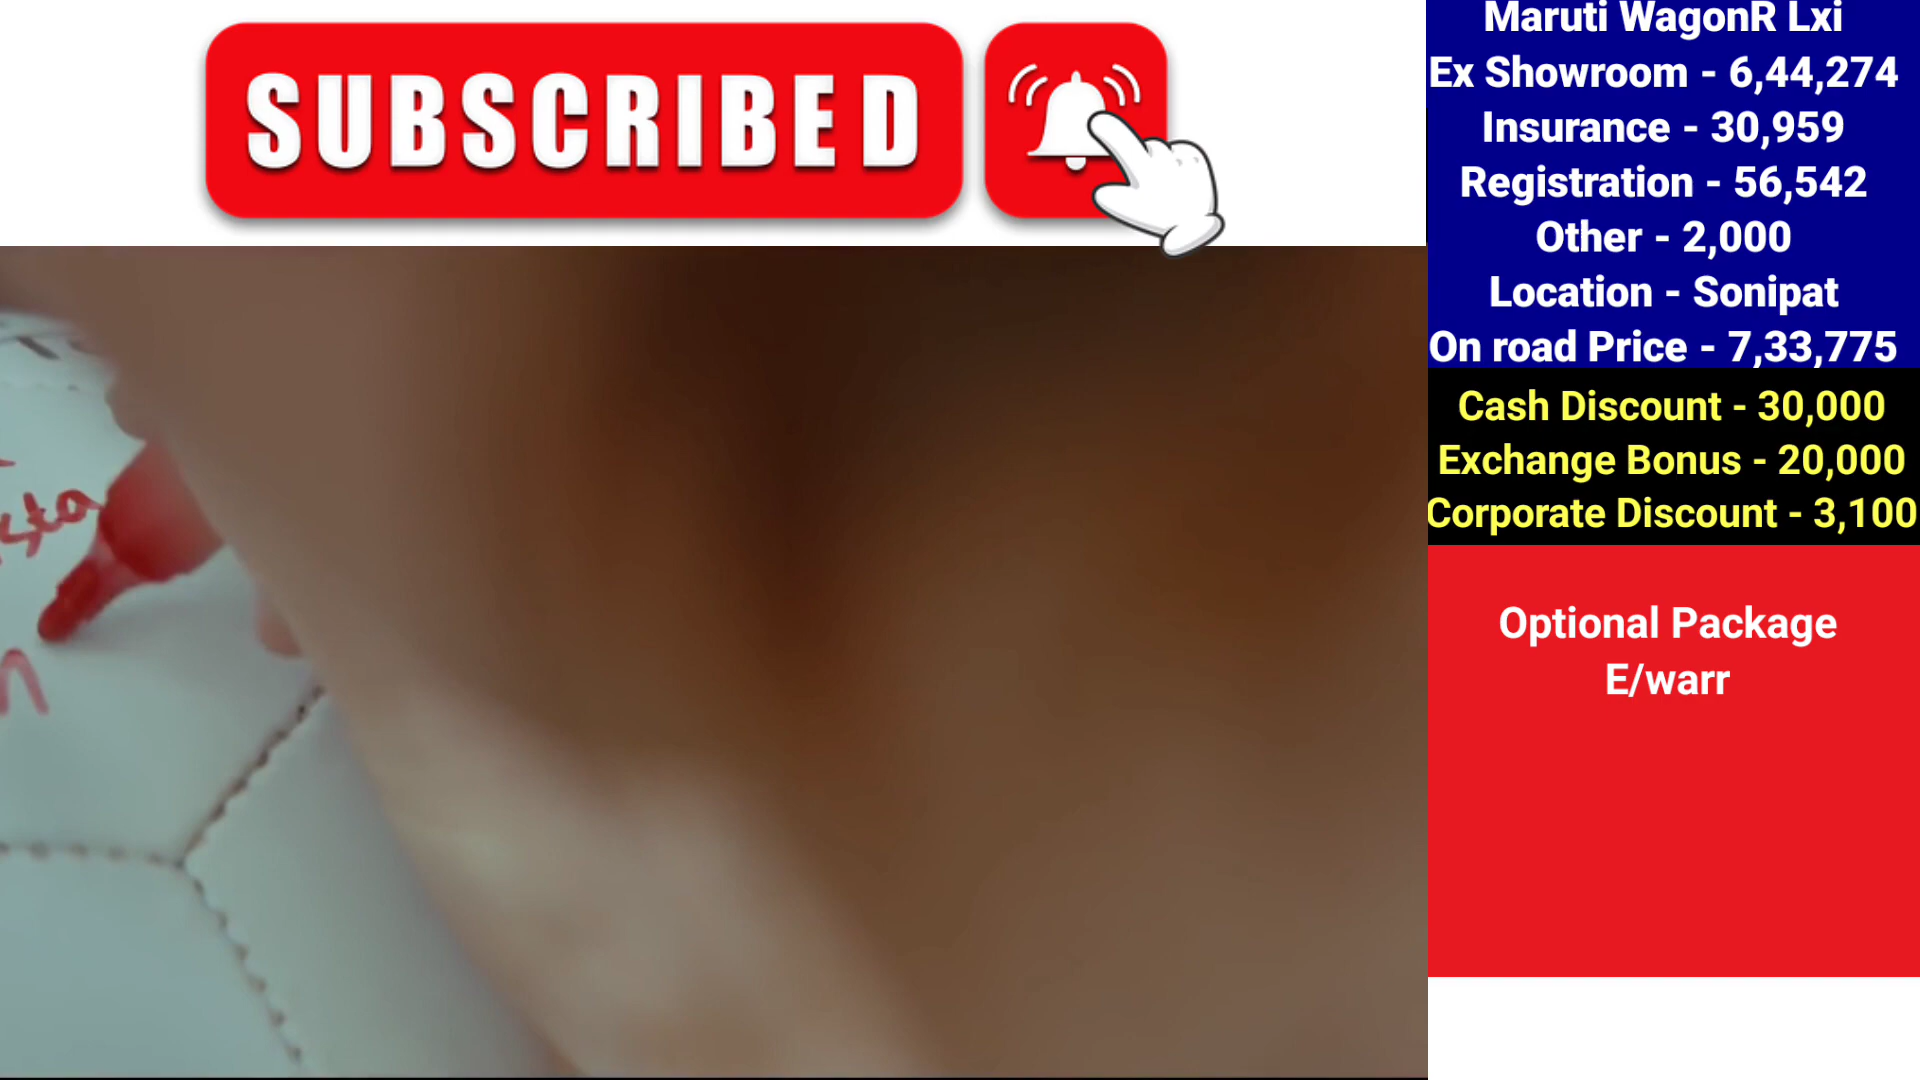 SUBSCRIBED
Maruti WagonR Lxi
Ex Showroom - 6,44,274
Insurance - 30,959
Registration - 56,542
Other - 2,000
Location - Sonipat
On road Price - 7,33,775
Cash Discount - 30,000
Exchange Bonus - 20,000
Corporate Discount - 3,100
Optional Package
E/warr